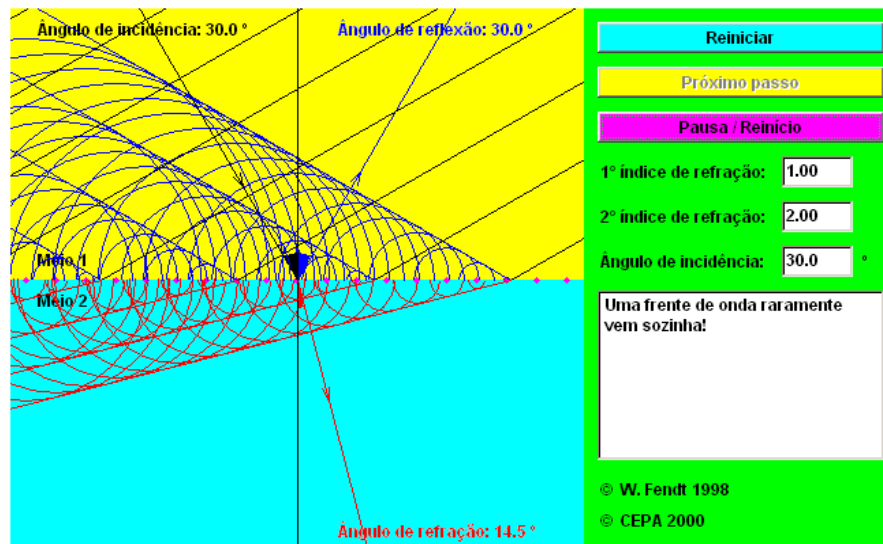 Ângulo de incidência: 30.0 °
Ângulo de reflexão: 30.0 °
Meio 1
Meio 2
Ângulo de refração: 14.5 °
Reiniciar
Próximo passo
Pausa / Reinício
1º índice de refração: 1.00
2º índice de refração: 2.00
Ângulo de incidência: 30.0 °
Uma frente de onda raramente
vem sozinha!
© W. Fendt 1998
© CEPA 2000